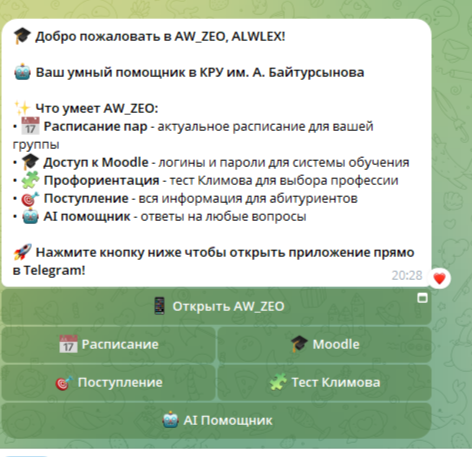 🎓 Добро пожаловать в AW_ZEO, ALWLEX!
🤖 Ваш умный помощник в КРУ им. А. Байтурсынова
✨ Что умеет AW_ZEO:
• 📅 Расписание пар - актуальное расписание для вашей
группы
• 🎓 Доступ к Moodle - логины и пароли для системы обучения
• 🧩 Профориентация - тест Климова для выбора профессии
• 🎯 Поступление - вся информация для абитуриентов
• 🤖 AI помощник - ответы на любые вопросы
🚀 Нажмите кнопку ниже чтобы открыть приложение прямо
в Telegram!
20:28
📱 Открыть AW_ZEO
📅 Расписание
🎓 Moodle
🎯 Поступление
🧩 Тест Климова
🤖 AI Помощник